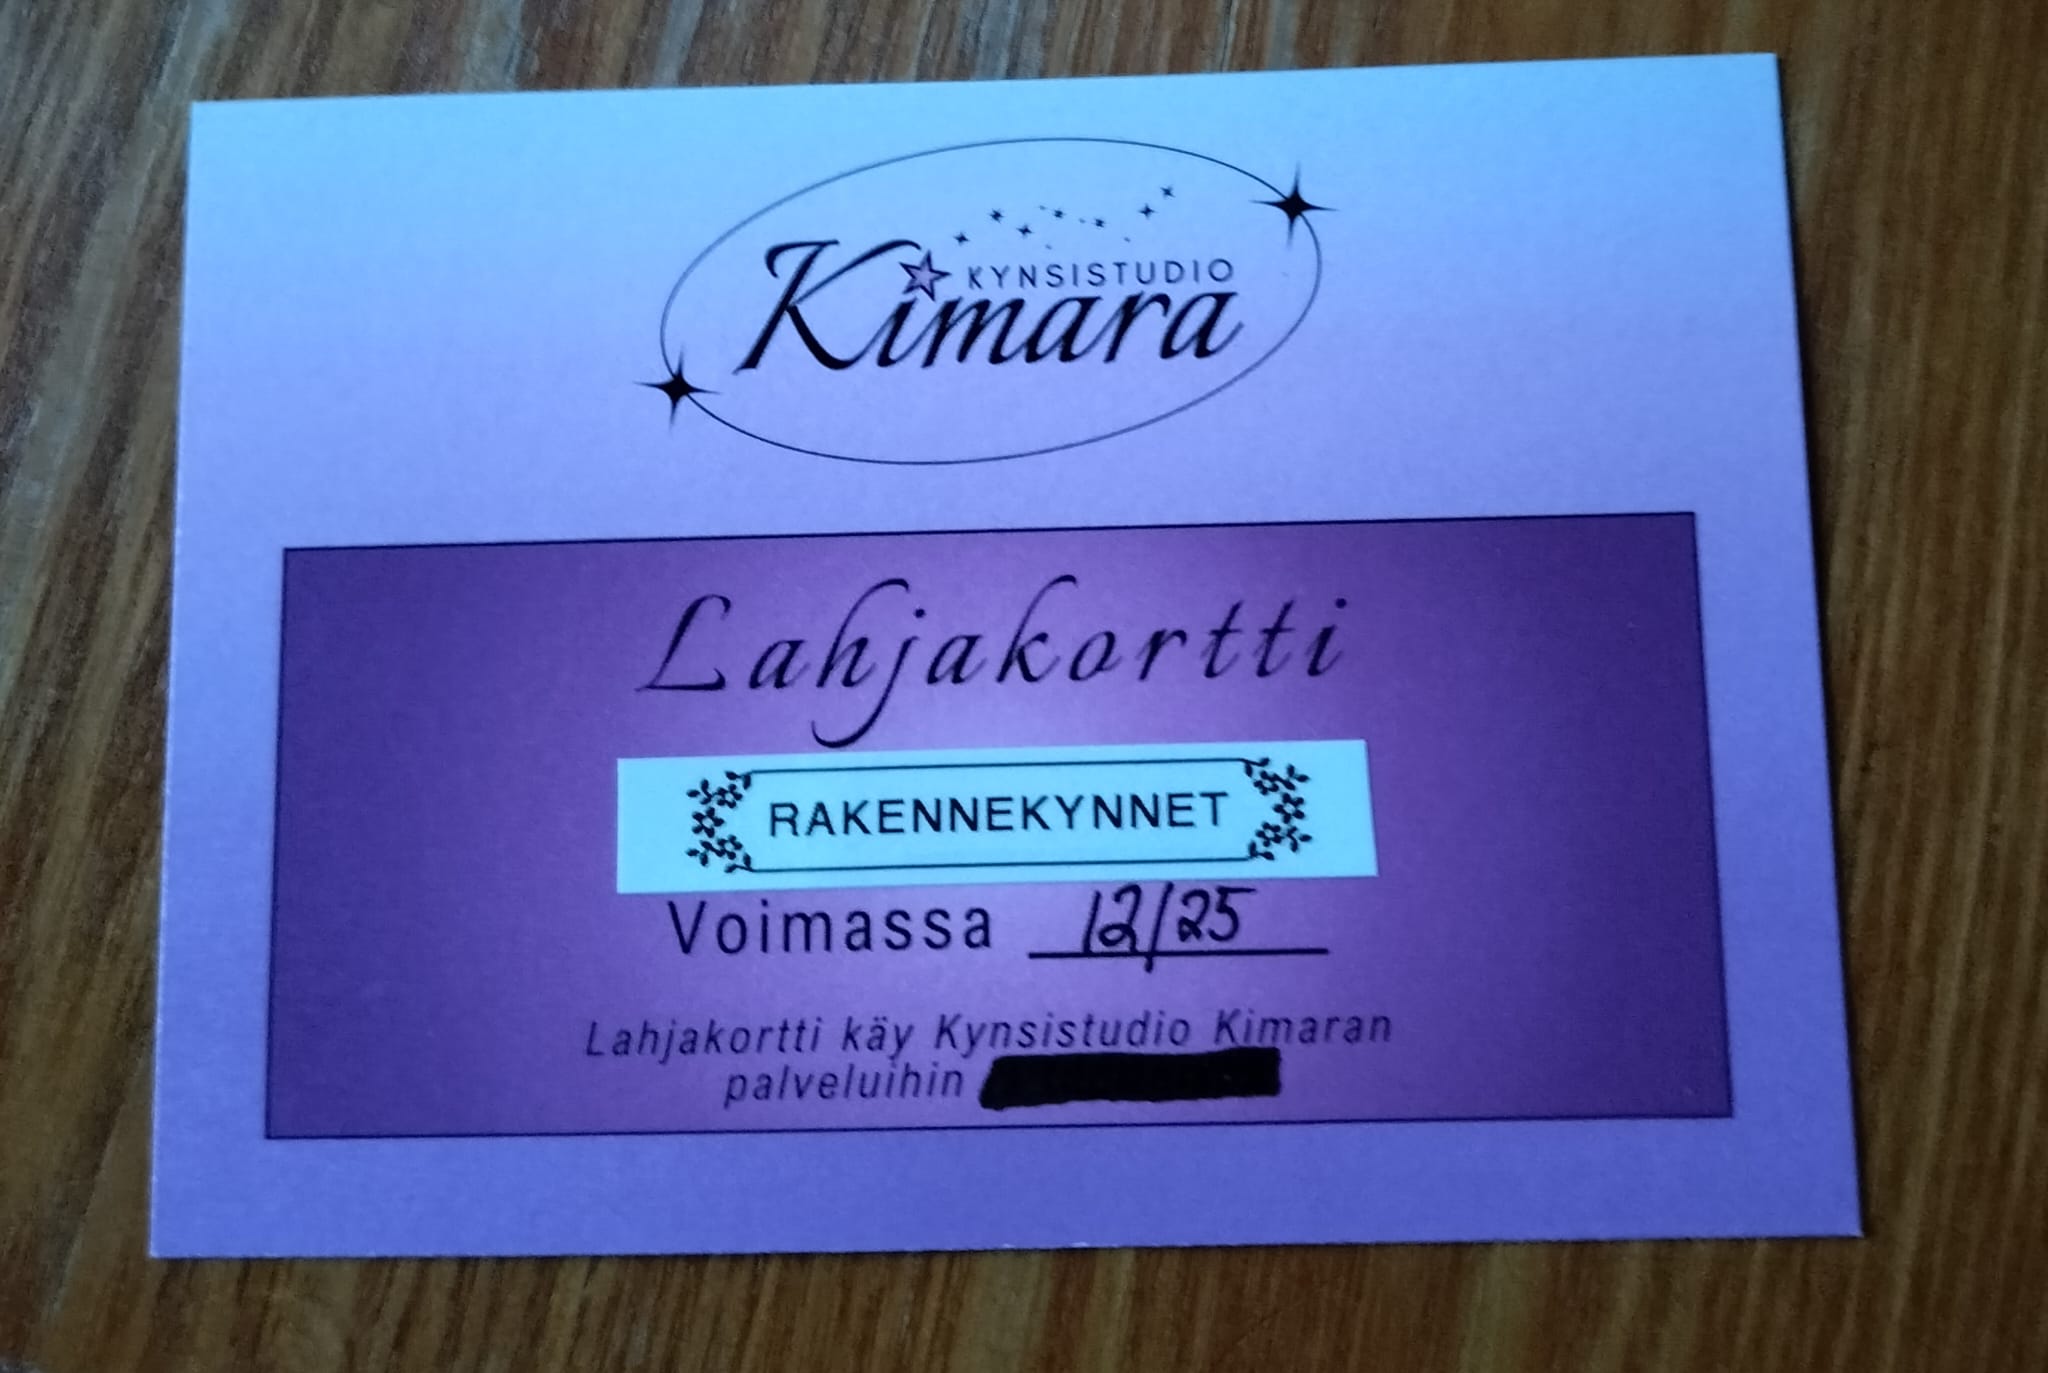 KYNSISTUDIO
Kimara
Lahjakortti
RAKENNEKYNNET
Voimassa 12/25
Lahjakortti käy Kynsistudio Kimaran
palveluihin